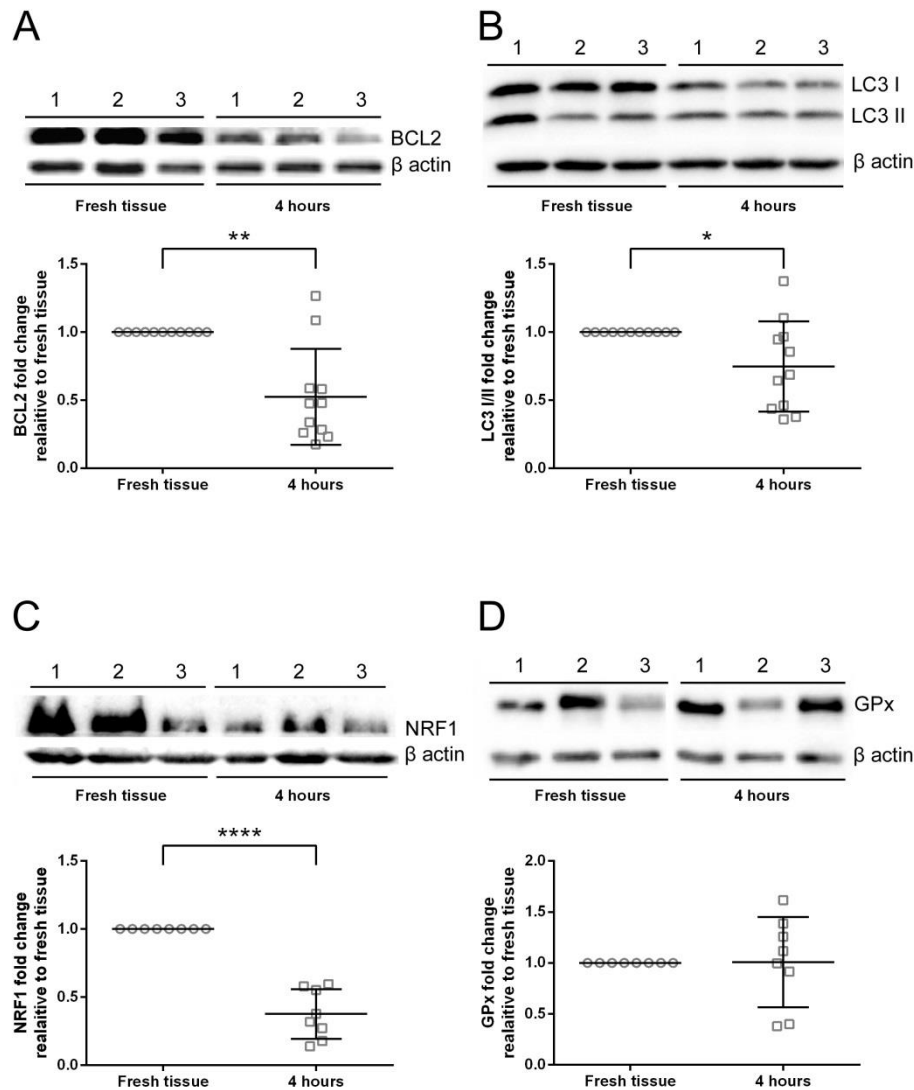 A
1 2 3 1 2 3
BCL2
β actin
Fresh tissue 4 hours
**
BCL2 fold change
realaitive to fresh tissue
1.5
1.0
0.5
0.0
Fresh tissue 4 hours
B
1 2 3 1 2 3
LC3 I
LC3 II
β actin
Fresh tissue 4 hours
*
LC3 I/II fold change
realaitive to fresh tissue
1.5
1.0
0.5
0.0
Fresh tissue 4 hours
C
1 2 3 1 2 3
NRF1
β actin
Fresh tissue 4 hours
****
NRF1 fold change
realaitive to fresh tissue
1.5
1.0
0.5
0.0
Fresh tissue 4 hours
D
1 2 3 1 2 3
GPx
β actin
Fresh tissue 4 hours
GPx fold change
realaitive to fresh tissue
2.0
1.5
1.0
0.5
0.0
Fresh tissue 4 hours